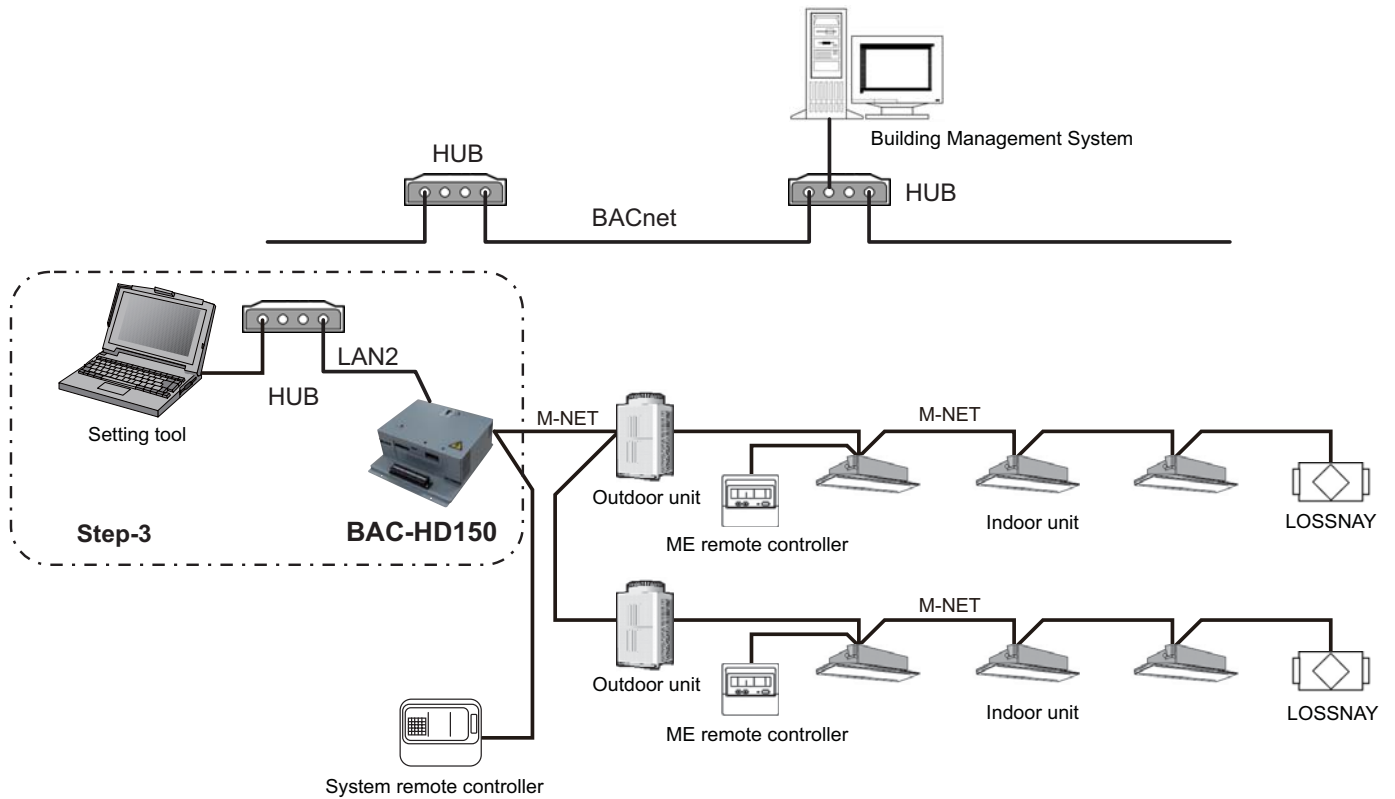 Building Management System
HUB
HUB
BACnet
LAN2
HUB
Setting tool
M-NET
M-NET
Outdoor unit
ME remote controller
Indoor unit
LOSSNAY
Step-3
BAC-HD150
M-NET
Outdoor unit
ME remote controller
Indoor unit
LOSSNAY
System remote controller